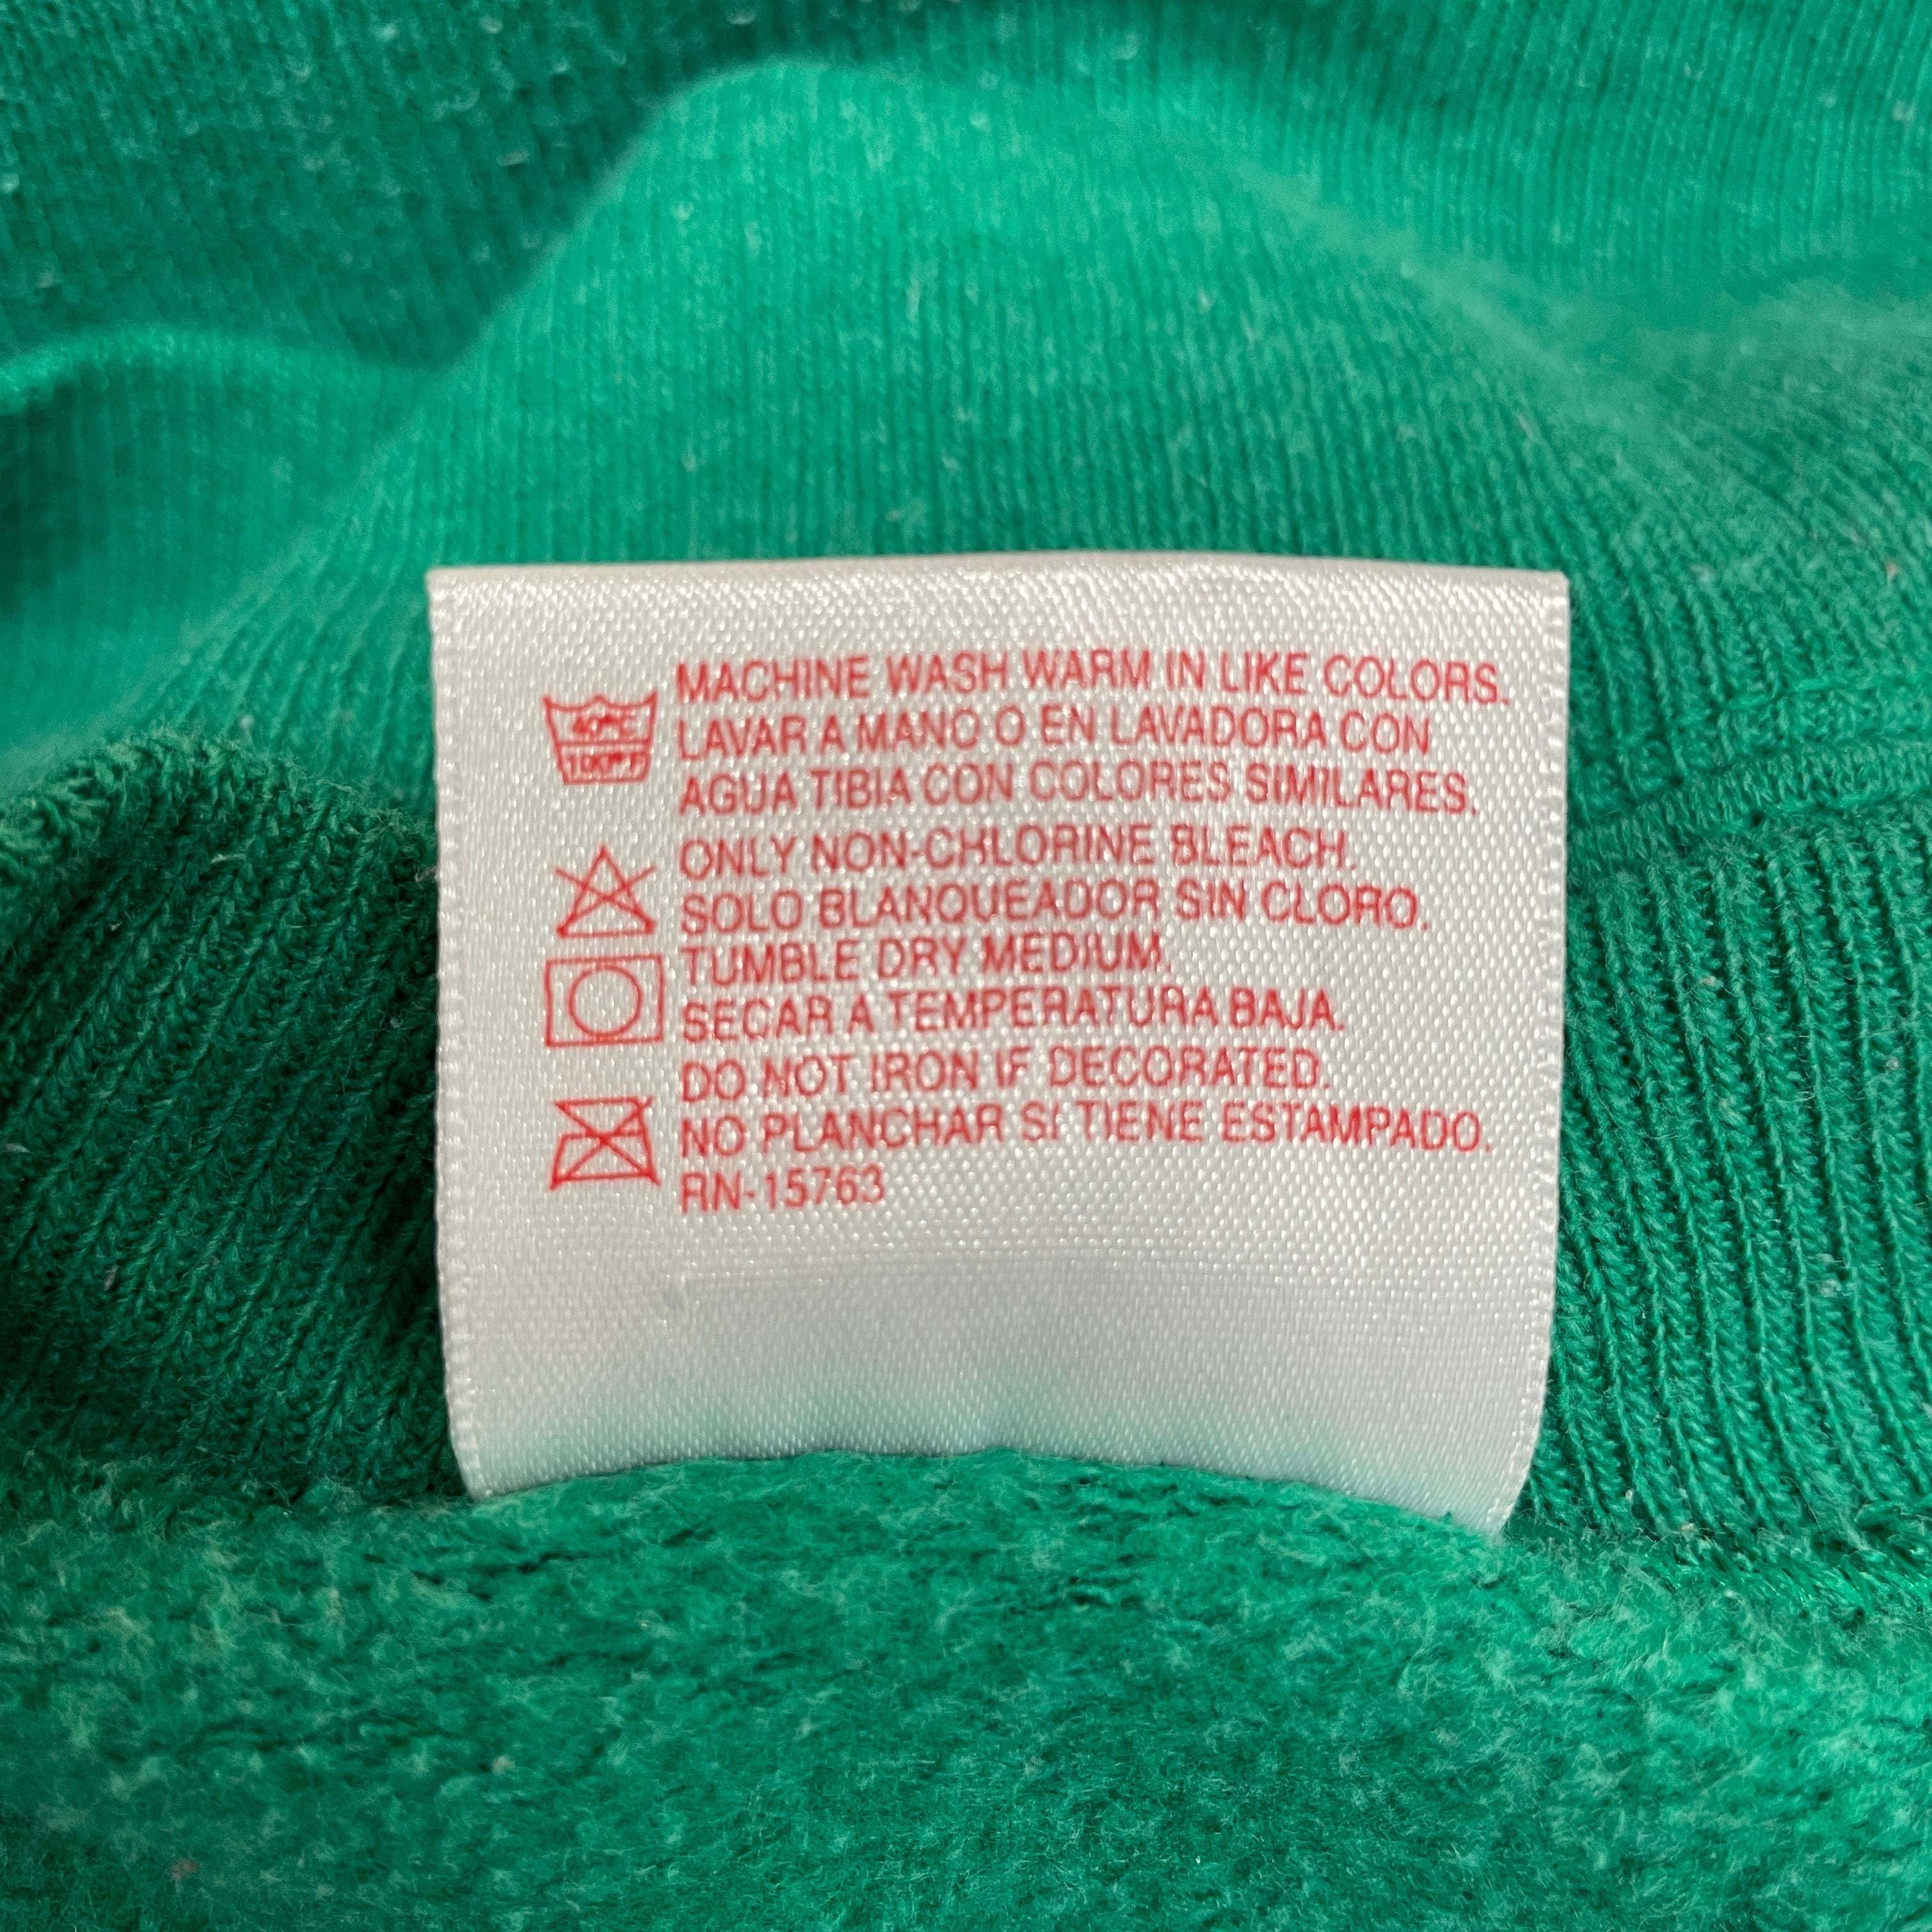 MACHINE WASH WARM IN LIKE COLORS.
LAVAR A MANO O EN LAVADORA CON
AGUA TIBIA CON COLORES SIMILARES.
ONLY NON-CHLORINE BLEACH.
SOLO BLANQUEADOR SIN CLORO.
TUMBLE DRY MEDIUM.
SECAR A TEMPERATURA BAJA.
DO NOT IRON IF DECORATED.
NO PLANCHAR SI TIENE ESTAMPADO.
RN-15763